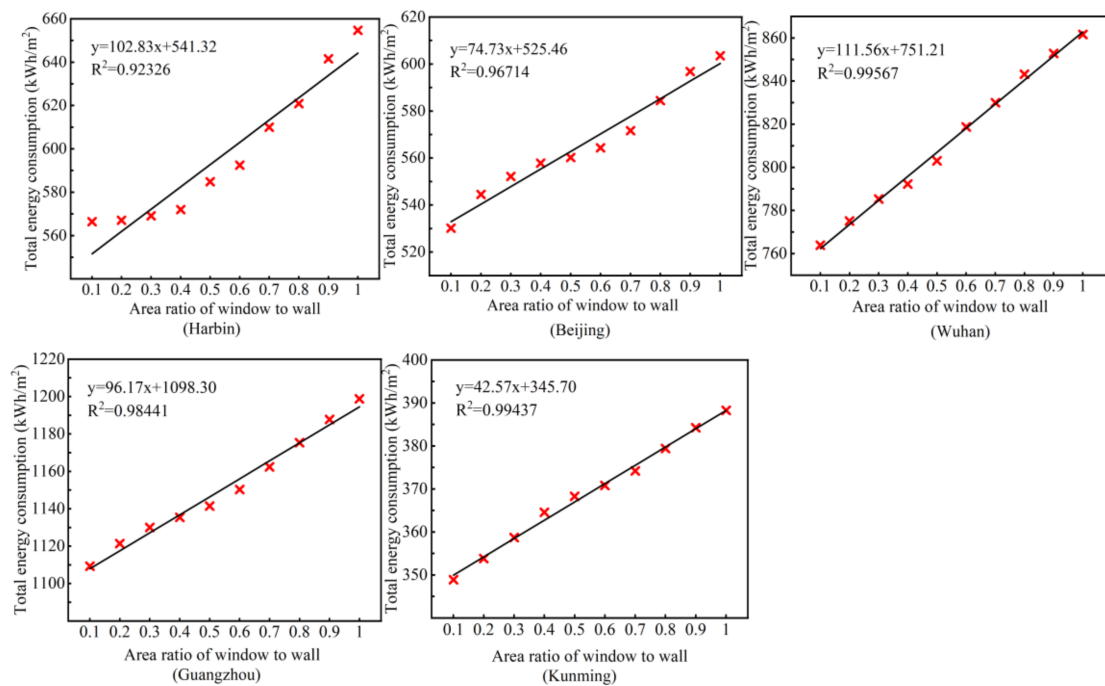 660
640
620
600
580
560
Total energy consumption (kWh/m²)
y=102.83x+541.32
R²=0.92326
0.1 0.2 0.3 0.4 0.5 0.6 0.7 0.8 0.9 1
Area ratio of window to wall
(Harbin)
620
600
580
560
540
520
Total energy consumption (kWh/m²)
y=74.73x+525.46
R²=0.96714
0.1 0.2 0.3 0.4 0.5 0.6 0.7 0.8 0.9 1
Area ratio of window to wall
(Beijing)
860
840
820
800
780
760
Total energy consumption (kWh/m²)
y=111.56x+751.21
R²=0.99567
0.1 0.2 0.3 0.4 0.5 0.6 0.7 0.8 0.9 1
Area ratio of window to wall
(Wuhan)
1220
1200
1180
1160
1140
1120
1100
Total energy consumption (kWh/m²)
y=96.17x+1098.30
R²=0.98441
0.1 0.2 0.3 0.4 0.5 0.6 0.7 0.8 0.9 1
Area ratio of window to wall
(Guangzhou)
400
390
380
370
360
350
Total energy consumption (kWh/m²)
y=42.57x+345.70
R²=0.99437
0.1 0.2 0.3 0.4 0.5 0.6 0.7 0.8 0.9 1
Area ratio of window to wall
(Kunming)